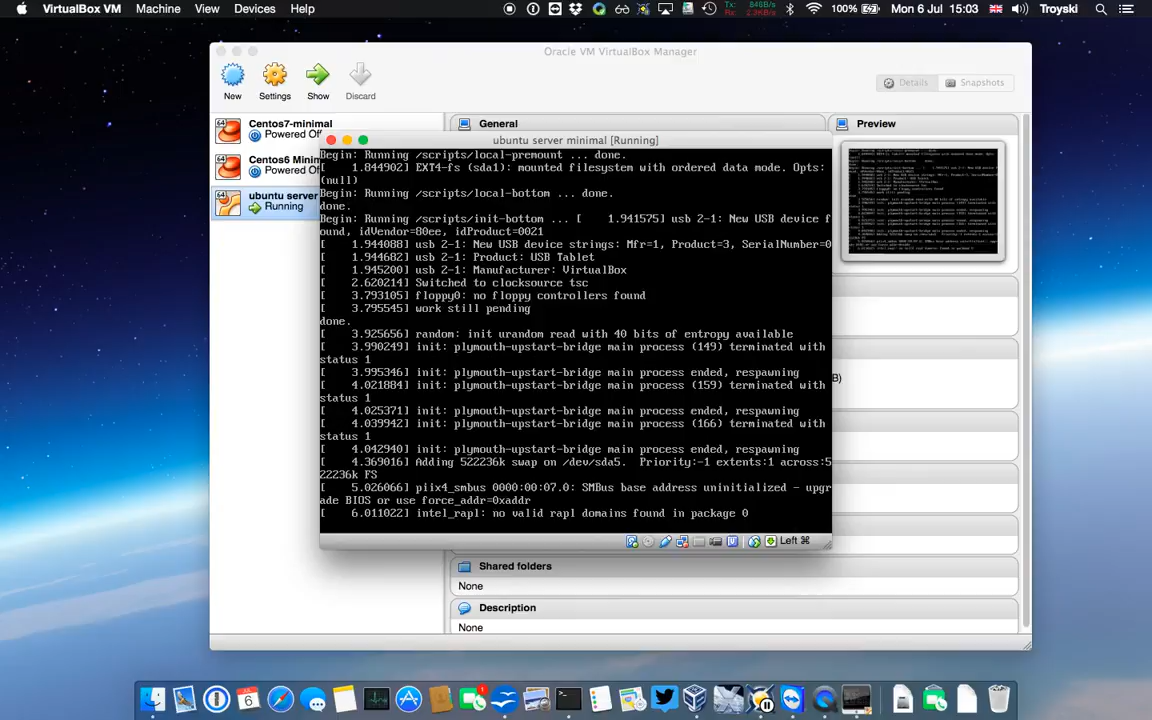 VirtualBox VM Machine View Devices Help
Tx: 846B/s
Rx: 2.3KB/s
100% Mon 6 Jul 15:03 Troyski
Oracle VM VirtualBox Manager
New Settings Show Discard
Details Snapshots
Centos7-minimal
Powered Off
Centos6 Minim
Powered Off
ubuntu server
Running
General
Preview
ubuntu server minimal [Running]
Begin: Running /scripts/local-premount ... done.
[    1.844902] EXT4-fs (sda1): mounted filesystem with ordered data mode. Opts:
(null)
Begin: Running /scripts/local-bottom ... done.
done.
Begin: Running /scripts/init-bottom ... [    1.941575] usb 2-1: New USB device f
ound, idVendor=80ee, idProduct=0021
[    1.944088] usb 2-1: New USB device strings: Mfr=1, Product=3, SerialNumber=0
[    1.944682] usb 2-1: Product: USB Tablet
[    1.945200] usb 2-1: Manufacturer: VirtualBox
[    2.620214] Switched to clocksource tsc
[    3.793105] floppy0: no floppy controllers found
[    3.795545] work still pending
done.
[    3.925656] random: init urandom read with 40 bits of entropy available
[    3.990249] init: plymouth-upstart-bridge main process (149) terminated with
status 1
[    3.995346] init: plymouth-upstart-bridge main process ended, respawning
[    4.021884] init: plymouth-upstart-bridge main process (159) terminated with
status 1
[    4.025371] init: plymouth-upstart-bridge main process ended, respawning
[    4.039942] init: plymouth-upstart-bridge main process (166) terminated with
status 1
[    4.042940] init: plymouth-upstart-bridge main process ended, respawning
[    4.369016] Adding 522236k swap on /dev/sda5.  Priority:-1 extents:1 across:5
22236k FS
[    5.026066] piix4_smbus 0000:00:07.0: SMBus base address uninitialized - upgr
ade BIOS or use force_addr=0xaddr
[    6.011022] intel_rapl: no valid rapl domains found in package 0
B)
Left ⌘
Shared folders
None
Description
None